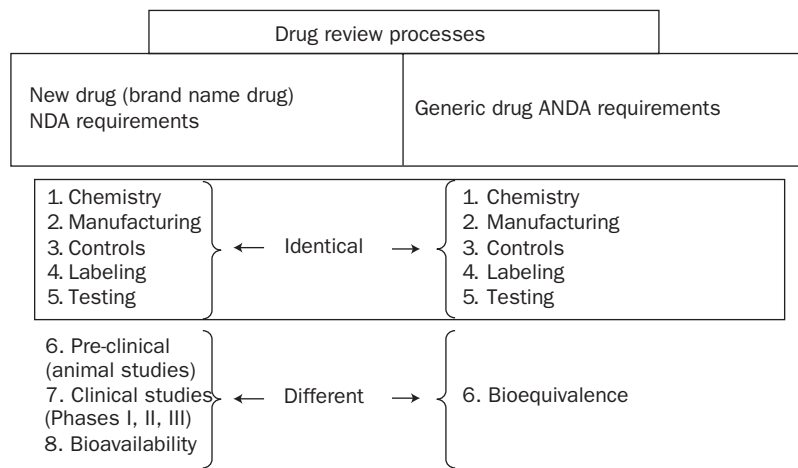 Drug review processes
New drug (brand name drug)
NDA requirements
Generic drug ANDA requirements
1. Chemistry
2. Manufacturing
3. Controls
4. Labeling
5. Testing
Identical
1. Chemistry
2. Manufacturing
3. Controls
4. Labeling
5. Testing
6. Pre-clinical
(animal studies)
7. Clinical studies
(Phases I, II, III)
8. Bioavailability
Different
6. Bioequivalence